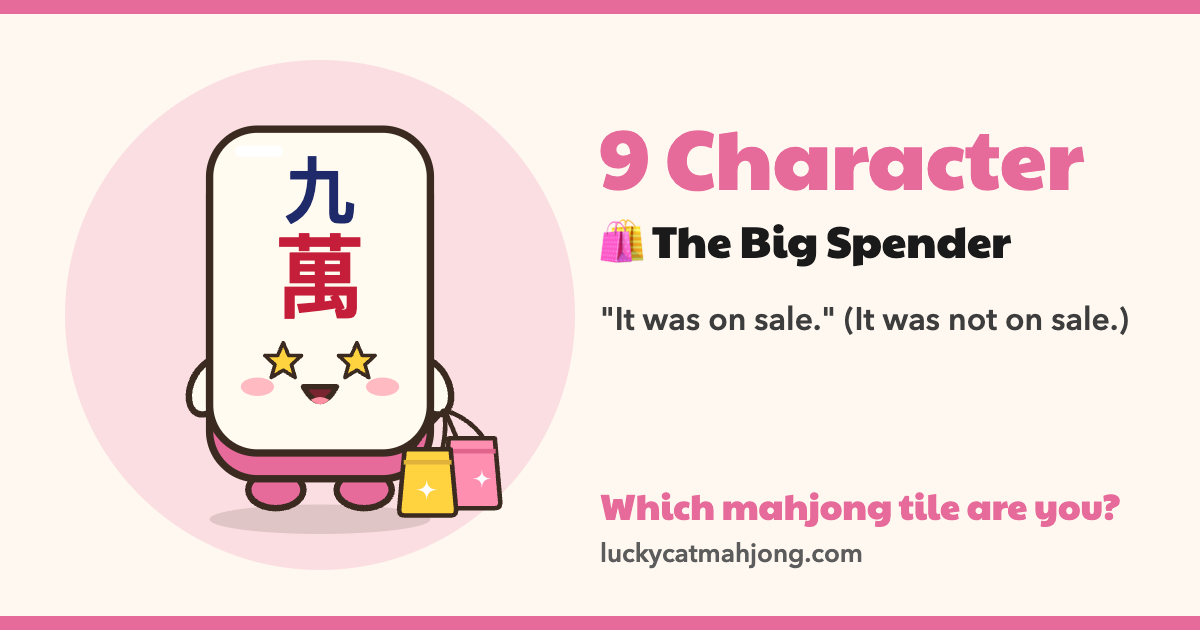 九
萬
9 Character
🛍️ The Big Spender
"It was on sale." (It was not on sale.)
Which mahjong tile are you?
luckycatmahjong.com